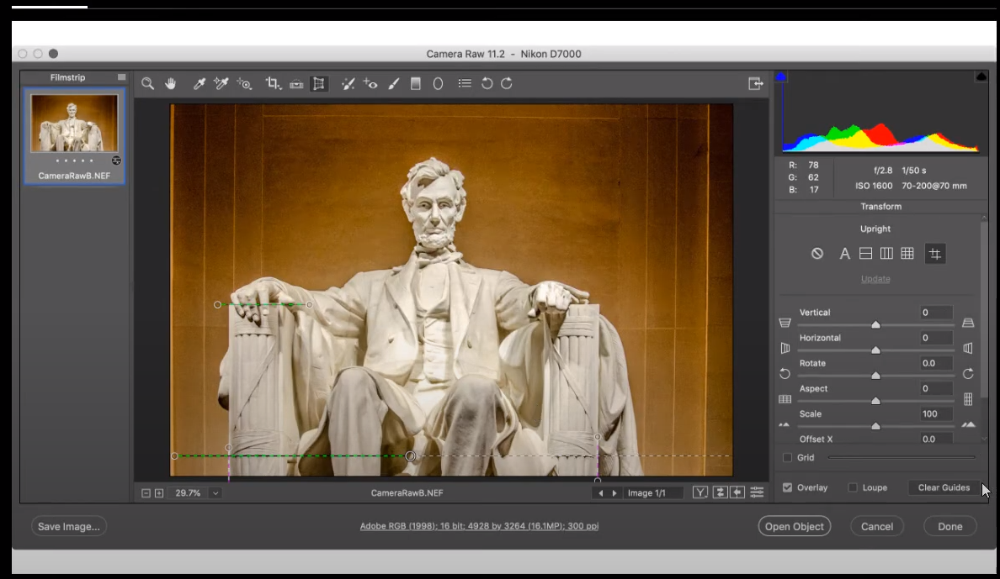 Camera Raw 11.2 - Nikon D7000
Filmstrip
CameraRawB.NEF
R: 78
G: 62
B: 17
f/2.8 1/50 s
ISO 1600 70-200@70 mm
Transform
Upright
A
Update
Vertical 0
Horizontal 0
Rotate 0.0
Aspect 0
Scale 100
Offset X 0.0
Grid
Overlay Loupe Clear Guides
29.7% CameraRawB.NEF Image 1/1 Y
Save Image... Adobe RGB (1998); 16 bit; 4928 by 3264 (16.1MP); 300 ppi Open Object Cancel Done